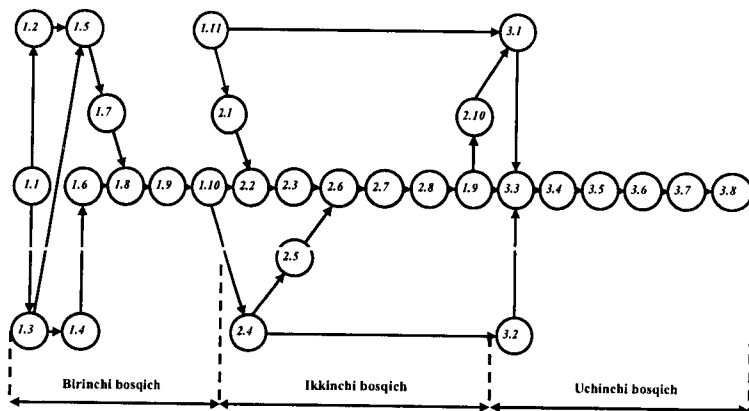 1.2 1.5 1.11 3.1
1.7 2.1 2.10
1.1 1.6 1.8 1.9 1.10 2.2 2.3 2.6 2.7 2.8 1.9 3.3 3.4 3.5 3.6 3.7 3.8
2.5
1.3 1.4 2.4 3.2
Birinchi bosqich Ikkinchi bosqich Uchinchi bosqich